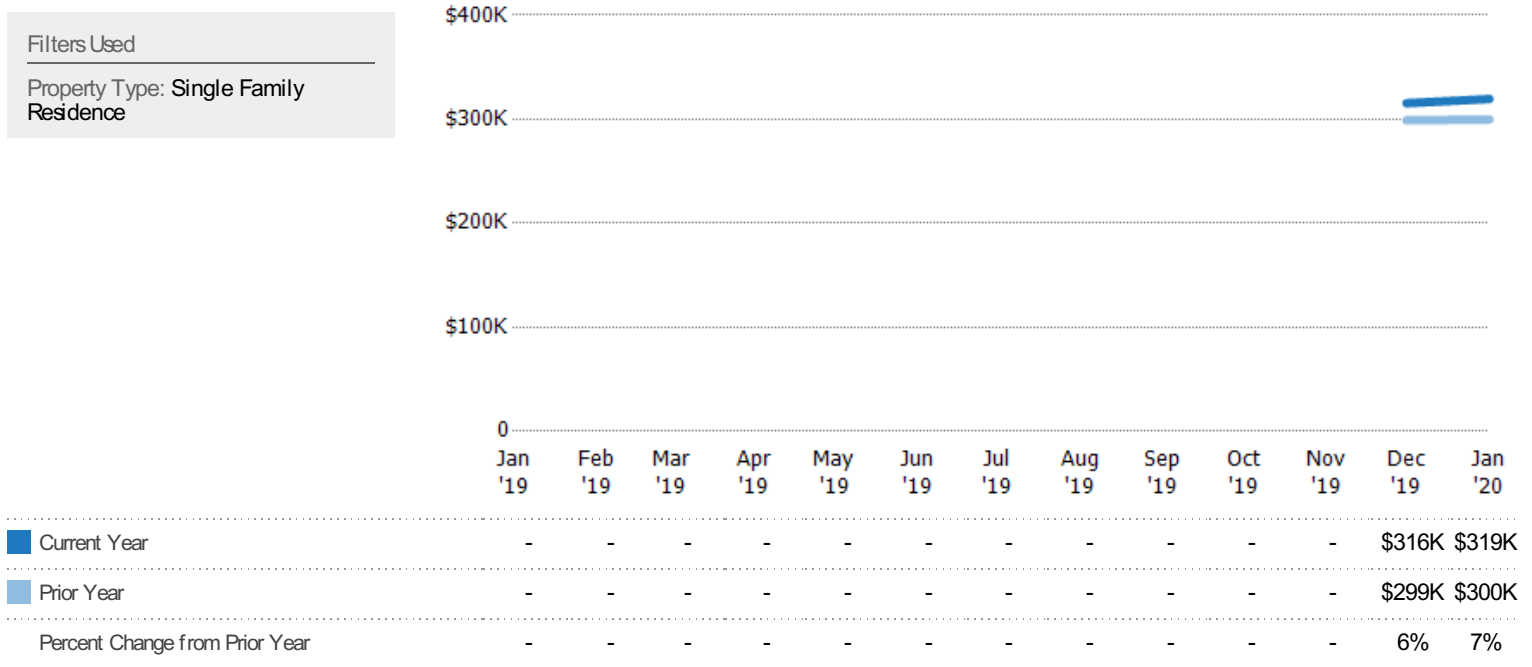 Filters Used
Property Type: Single Family
Residence
$400K
$300K
$200K
$100K
0
Jan Feb Mar Apr May Jun Jul Aug Sep Oct Nov Dec Jan
'19 '19 '19 '19 '19 '19 '19 '19 '19 '19 '19 '19 '20
Current Year - - - - - - - - - - - $316K $319K
Prior Year - - - - - - - - - - - $299K $300K
Percent Change from Prior Year - - - - - - - - - - - 6% 7%